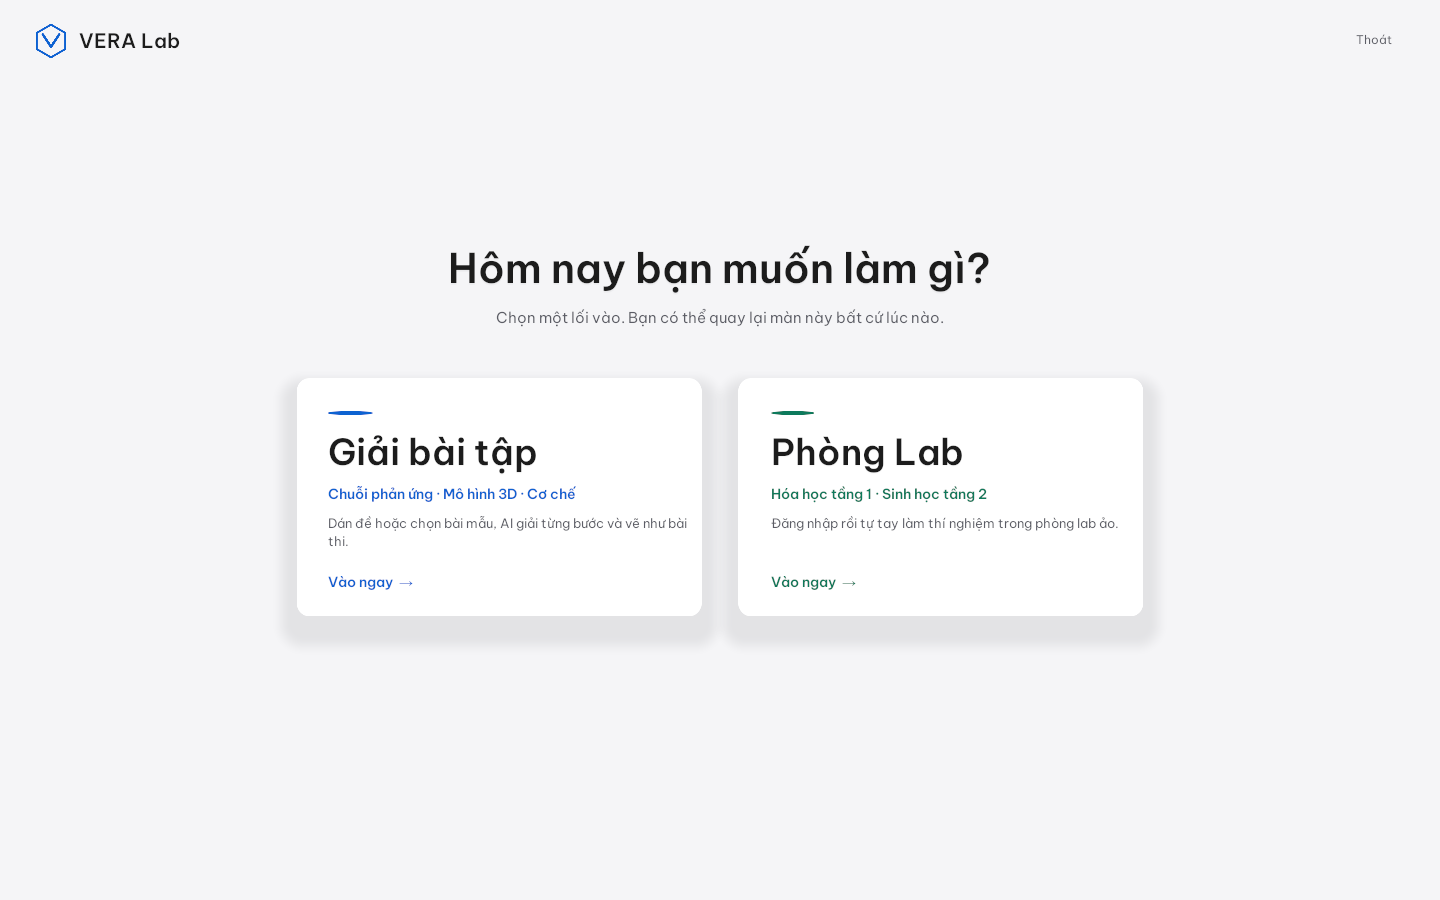 VERA Lab
Thoát
Hôm nay bạn muốn làm gì?
Chọn một lối vào. Bạn có thể quay lại màn này bất cứ lúc nào.
Giải bài tập
Chuỗi phản ứng · Mô hình 3D · Cơ chế
Dán đề hoặc chọn bài mẫu, AI giải từng bước và vẽ như bài
thi.
Vào ngay →
Phòng Lab
Hóa học tầng 1 · Sinh học tầng 2
Đăng nhập rồi tự tay làm thí nghiệm trong phòng lab ảo.
Vào ngay →